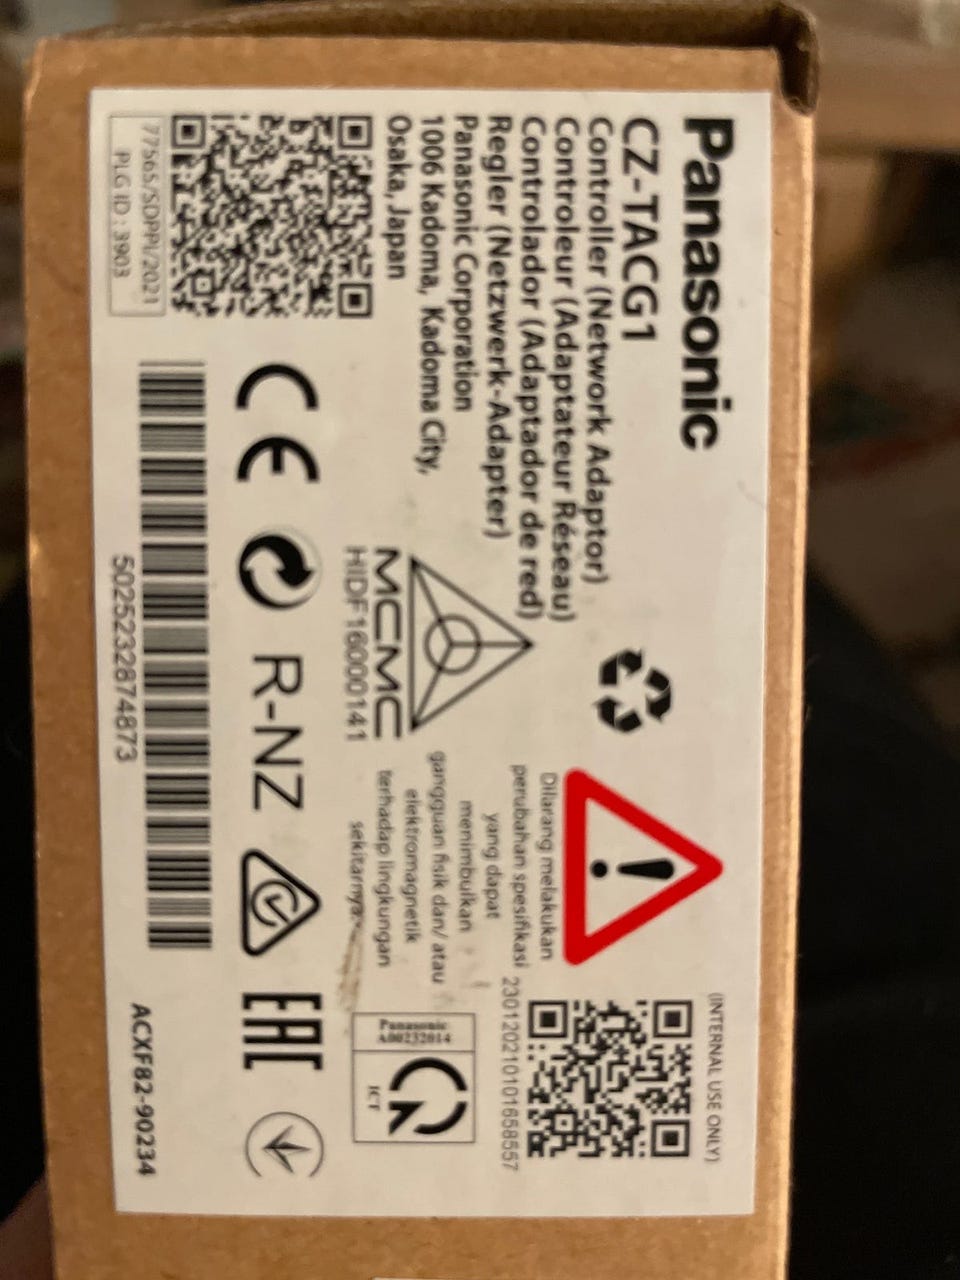 Panasonic
CZ-TACG1
Controller (Network Adaptor)
Controleur (Adaptateur Réseau)
Controlador (Adaptador de red)
Regler (Netzwerk-Adapter)
Panasonic Corporation
1006 Kadoma, Kadoma City,
Osaka, Japan
77565/SDPPI/2021
PLG ID : 3903
MCMC
HIDF16000141
Dilarang melakukan
perubahan spesifikasi
yang dapat
menimbulkan
gangguan fisik dan/ atau
elektromagnetik
terhadap lingkungan
sekitarnya.
(INTERNAL USE ONLY)
230120210101658557
Panasonic
A00232014
ICT
CE
R-NZ
EAC
5025232874873
ACXF82-90234